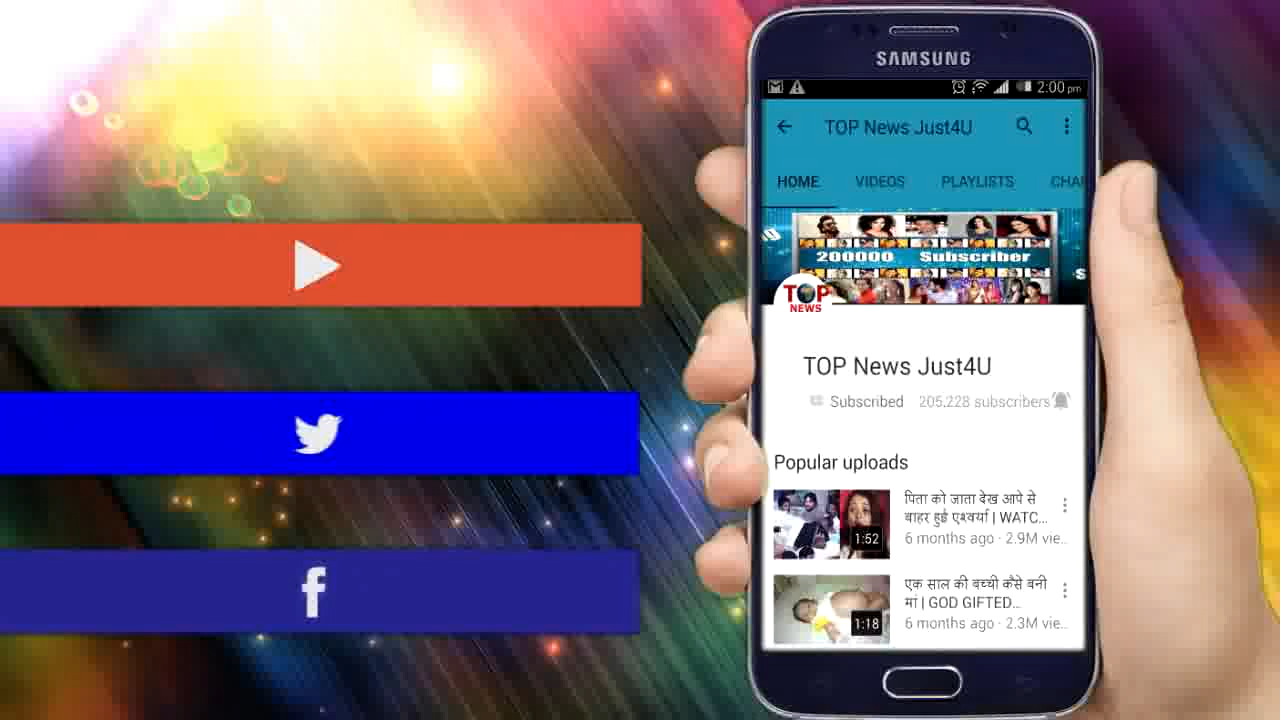 SAMSUNG
2:00 pm
TOP News Just4U
HOME VIDEOS PLAYLISTS CHAI
200000 Subscriber
TOP
NEWS
TOP News Just4U
Subscribed 205,228 subscribers
Popular uploads
पिता को जाता देख आपे से
बाहर हुई एश्वर्या | WATC...
6 months ago · 2.9M vie..
1:52
एक साल की बच्ची कैसे बनी
मां | GOD GIFTED...
6 months ago · 2.3M vie..
1:18